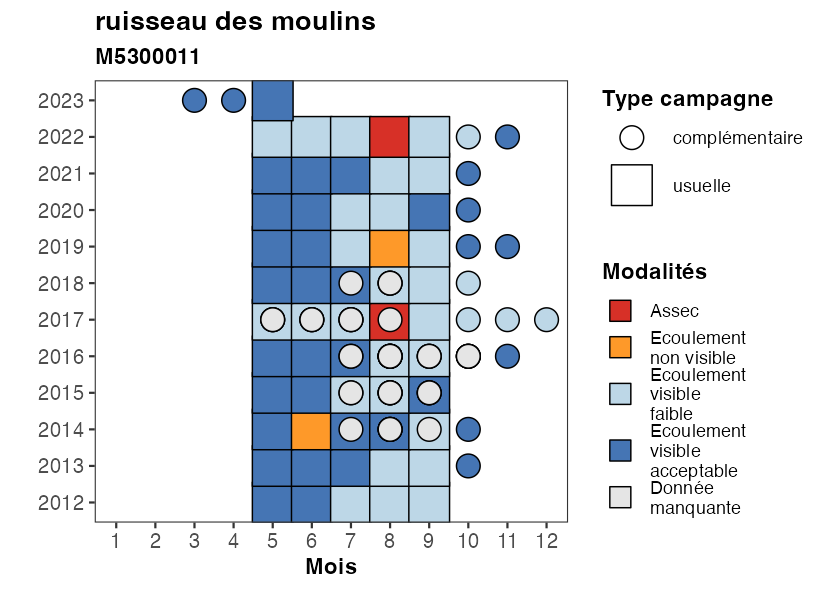 ruisseau des moulins
M5300011
2023
2022
2021
2020
2019
2018
2017
2016
2015
2014
2013
2012
1 2 3 4 5 6 7 8 9 10 11 12
Mois
Type campagne
complémentaire
usuelle
Modalités
Assec
Ecoulement
non visible
Ecoulement
visible
faible
Ecoulement
visible
acceptable
Donnée
manquante